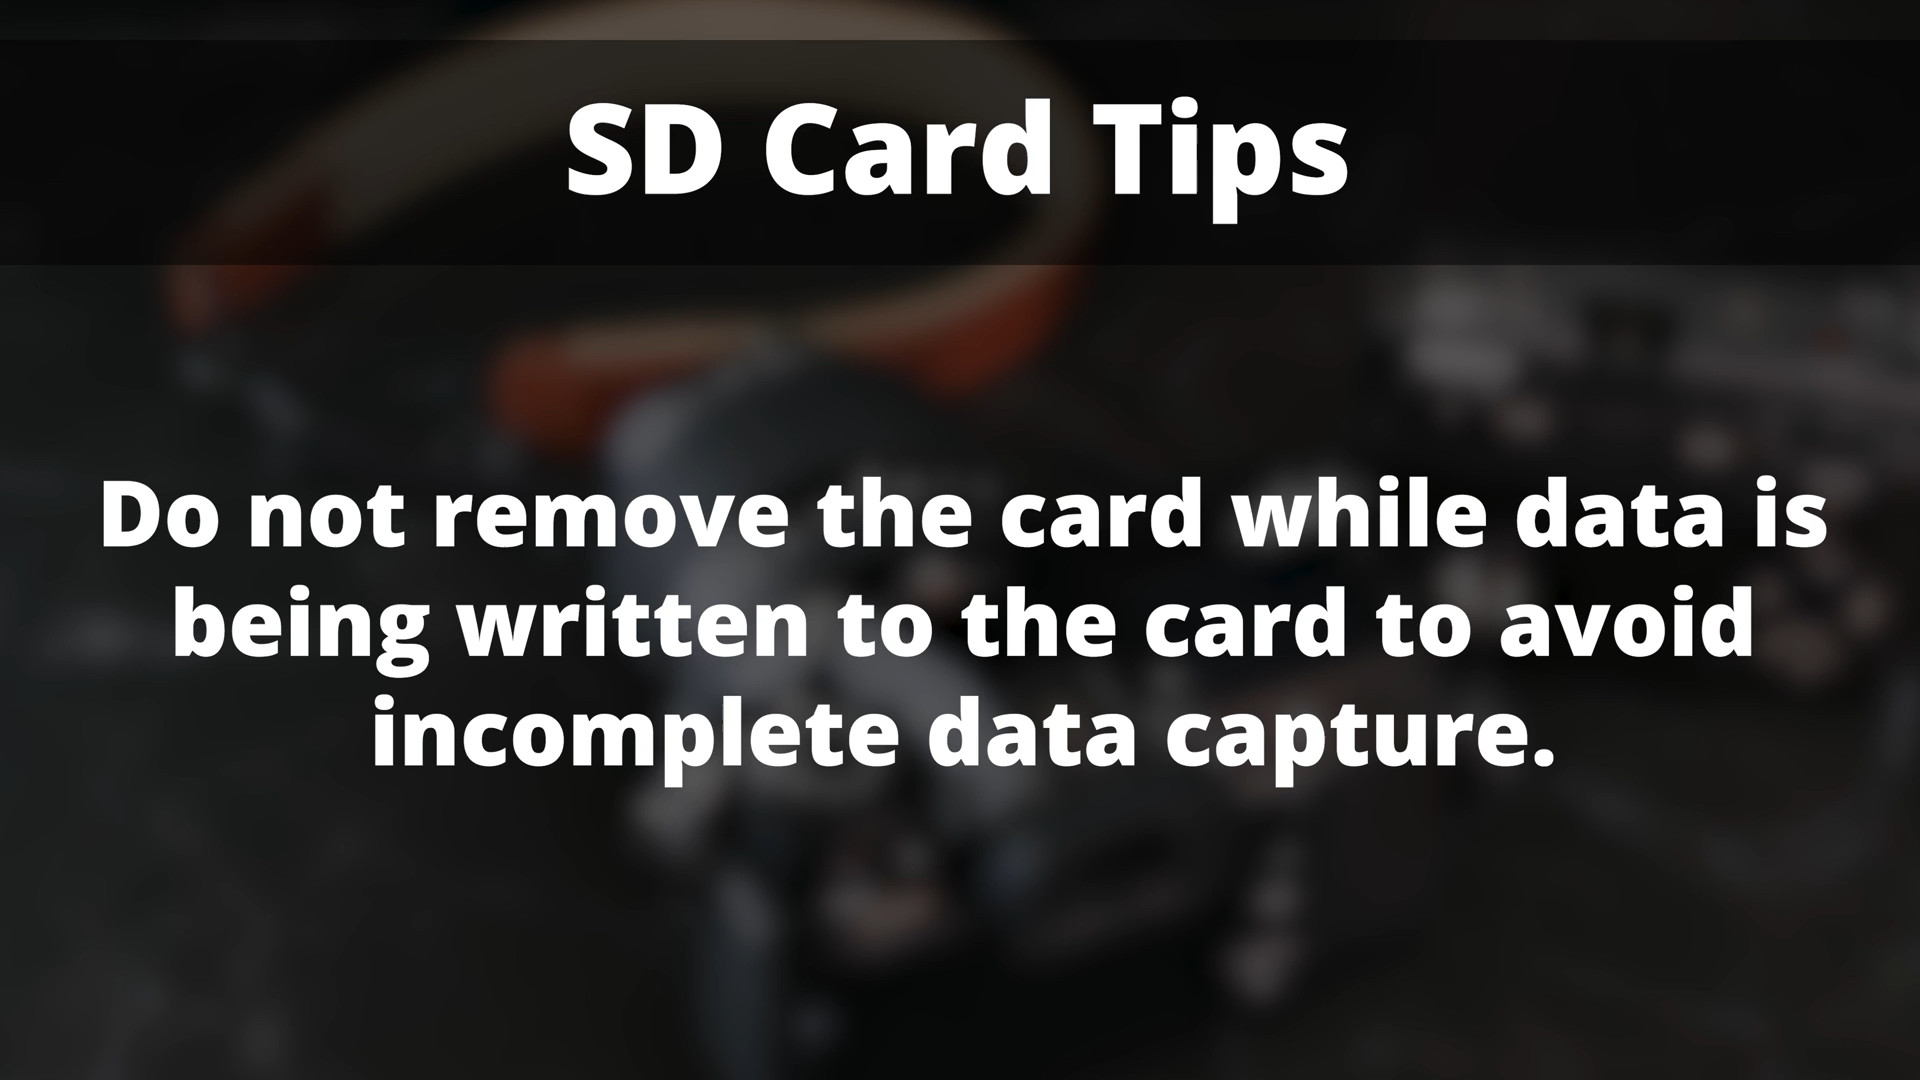 SD Card Tips
Do not remove the card while data is
being written to the card to avoid
incomplete data capture.